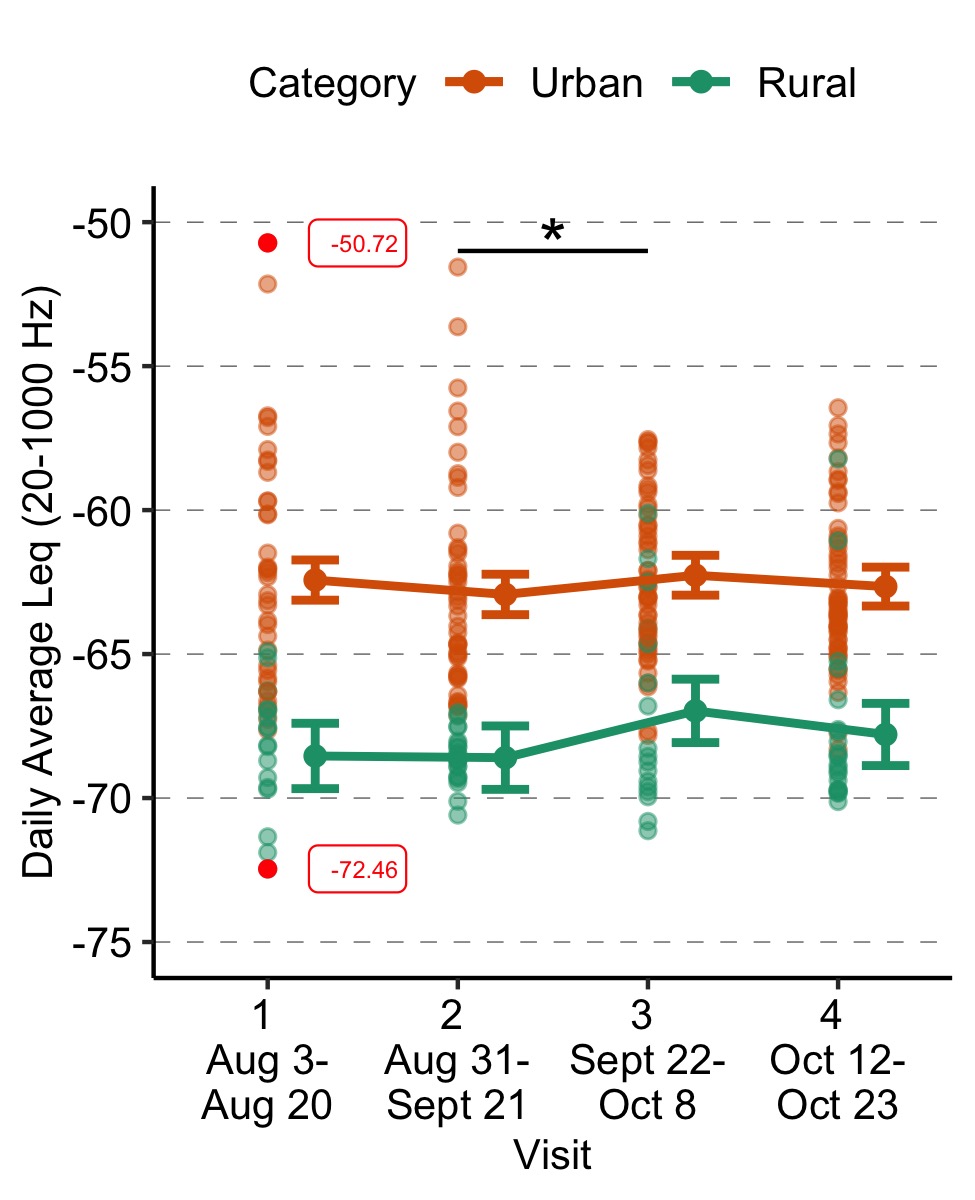 Category Urban Rural
-50
-50.72
*
-55
-60
-65
-70
-72.46
-75
Daily Average Leq (20-1000 Hz)
1 2 3 4
Aug 3- Aug 31- Sept 22- Oct 12-
Aug 20 Sept 21 Oct 8 Oct 23
Visit